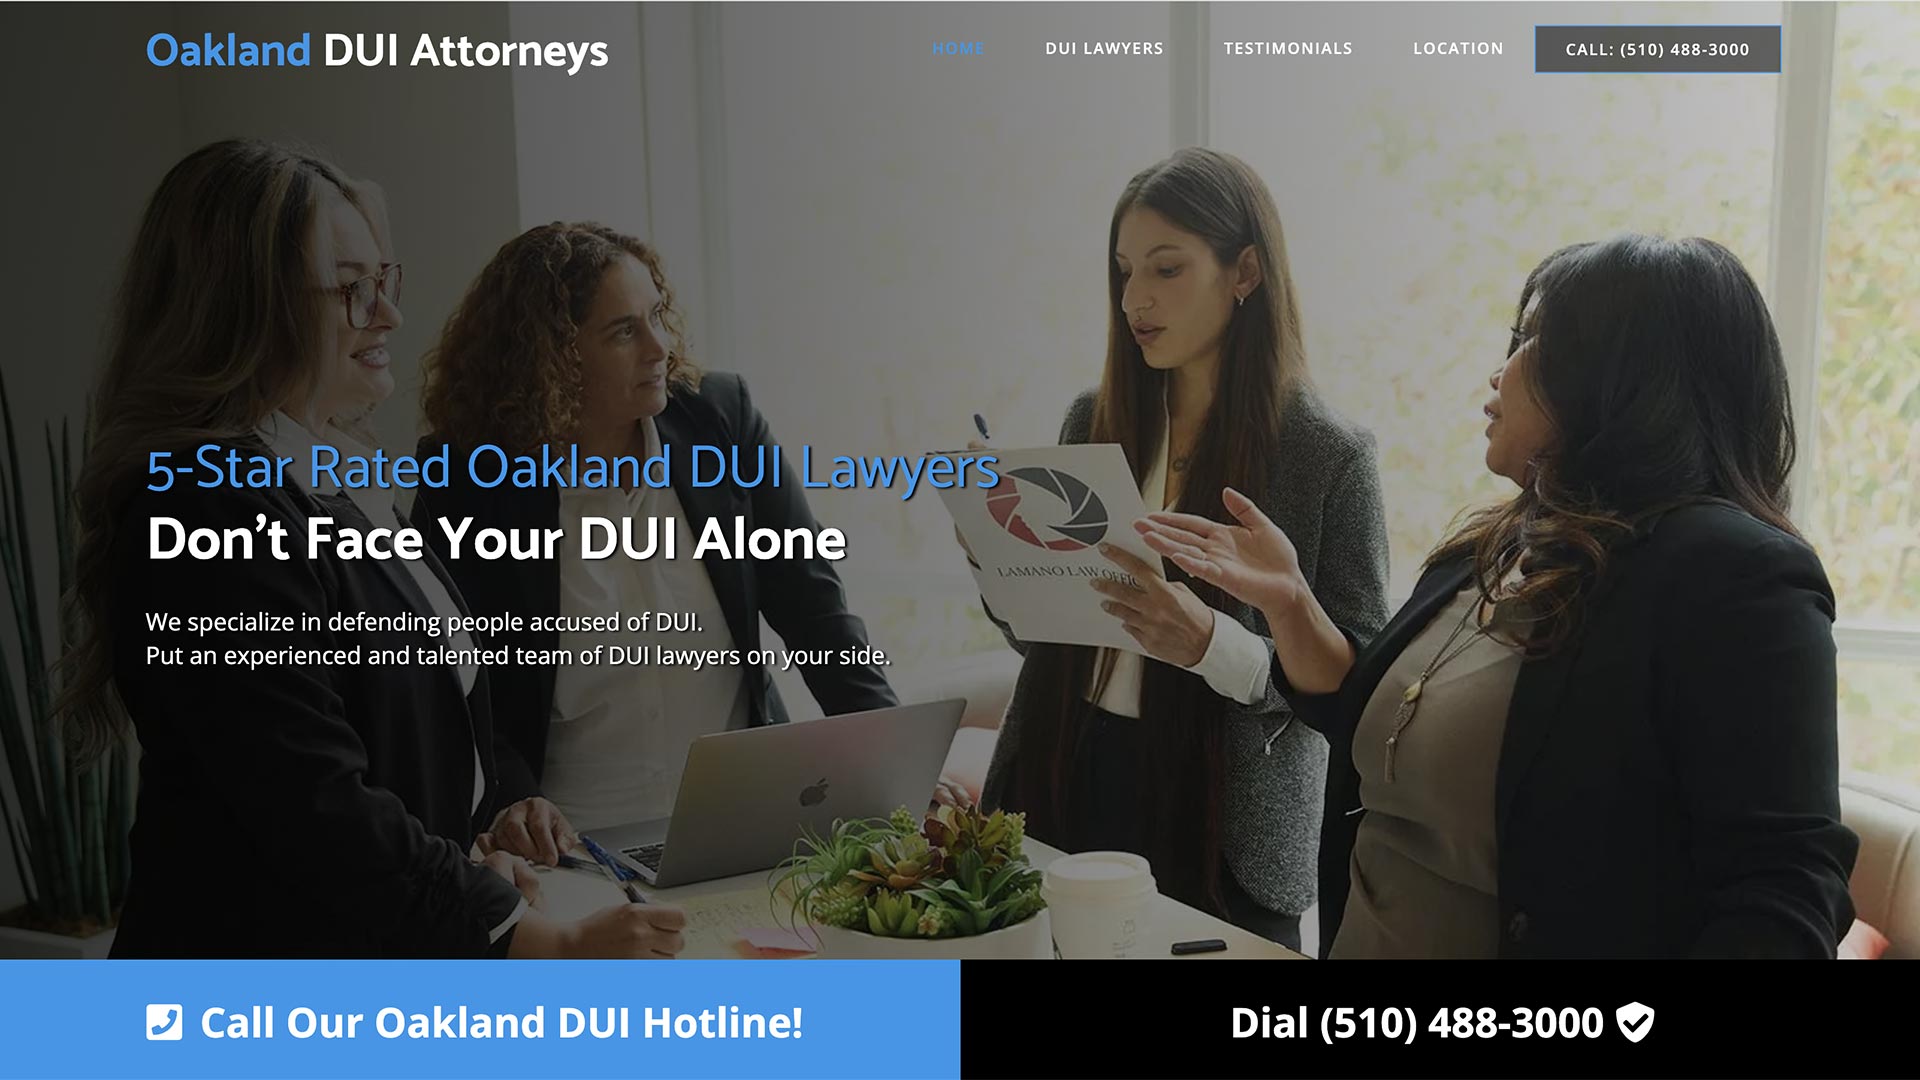 Oakland DUI Attorneys
HOME
DUI LAWYERS
TESTIMONIALS
LOCATION
CALL: (510) 488-3000
5-Star Rated Oakland DUI Lawyers
Don’t Face Your DUI Alone
LAMANO LAW OFFIC
We specialize in defending people accused of DUI.
Put an experienced and talented team of DUI lawyers on your side.
Call Our Oakland DUI Hotline!
Dial (510) 488-3000